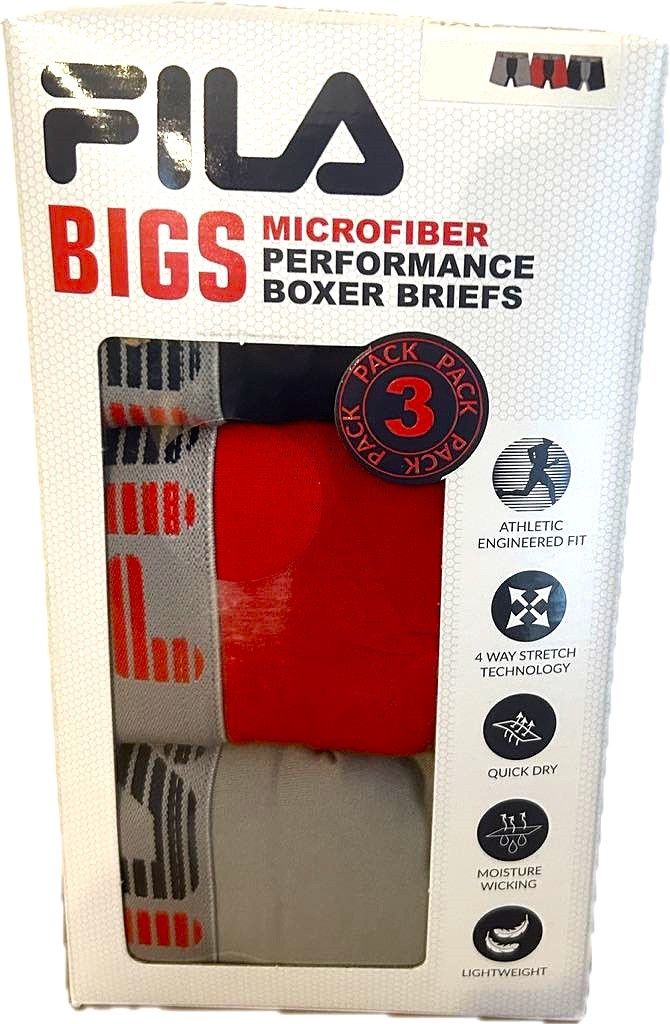 FILA
BIGS
MICROFIBER
PERFORMANCE
BOXER BRIEFS
PACK PACK PACK PACK
3
ATHLETIC
ENGINEERED FIT
4 WAY STRETCH
TECHNOLOGY
QUICK DRY
MOISTURE
WICKING
LIGHTWEIGHT